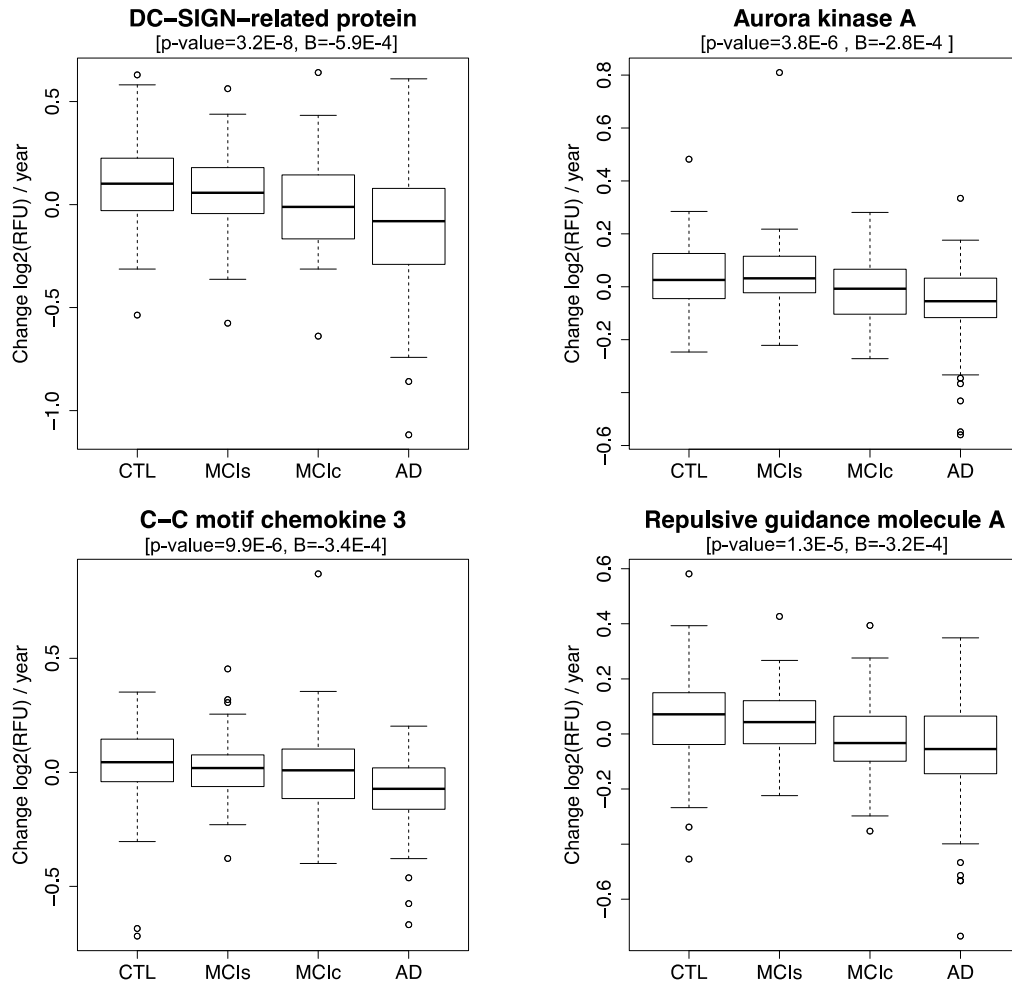 DC−SIGN−related protein
[p-value=3.2E-8, B=-5.9E-4]
Change log2(RFU) / year
0.5
0.0
−0.5
−1.0
CTL MCIs MCIc AD
Aurora kinase A
[p-value=3.8E-6 , B=-2.8E-4 ]
Change log2(RFU) / year
0.8
0.6
0.4
0.2
0.0
−0.2
−0.6
CTL MCIs MCIc AD
C−C motif chemokine 3
[p-value=9.9E-6, B=-3.4E-4]
Change log2(RFU) / year
0.5
0.0
−0.5
CTL MCIs MCIc AD
Repulsive guidance molecule A
[p-value=1.3E-5, B=-3.2E-4]
Change log2(RFU) / year
0.6
0.4
0.2
0.0
−0.2
−0.6
CTL MCIs MCIc AD